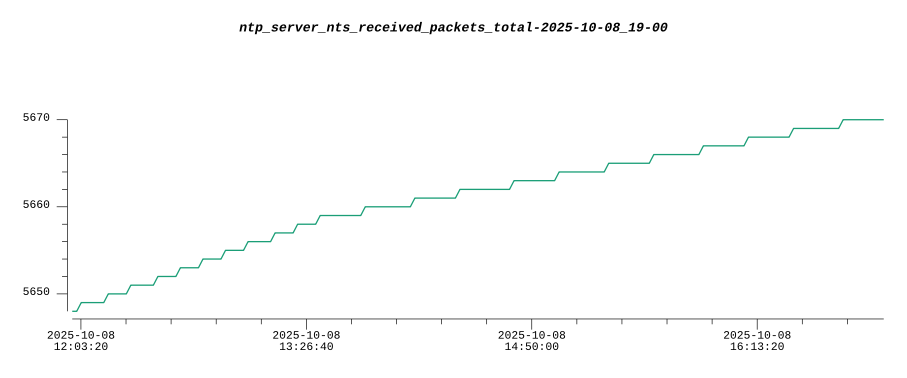 ntp_server_nts_received_packets_total-2025-10-08_19-00
5670
5660
5650
2025-10-08 2025-10-08 2025-10-08 2025-10-08
12:03:20 13:26:40 14:50:00 16:13:20